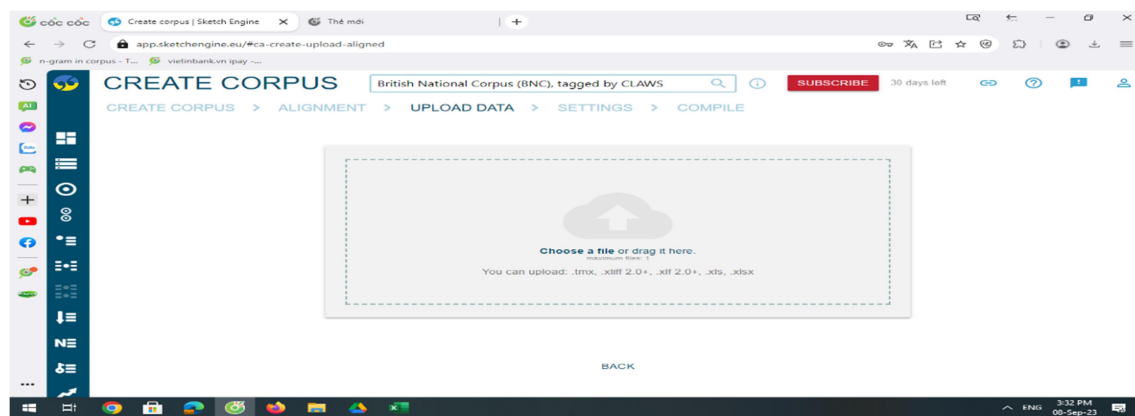 cốc cốc
Create corpus | Sketch Engine
Thẻ mới
app.sketchengine.eu/#ca-create-upload-aligned
n-gram in corpus - T...
vietinbank.vn ipay -...
CREATE CORPUS
British National Corpus (BNC), tagged by CLAWS
SUBSCRIBE
30 days left
CREATE CORPUS > ALIGNMENT > UPLOAD DATA > SETTINGS > COMPILE
Choose a file or drag it here.
maximum files: 1
You can upload: .tmx, .xliff 2.0+, .xlf 2.0+, .xls, .xlsx
BACK
ENG
3:32 PM
08-Sep-23